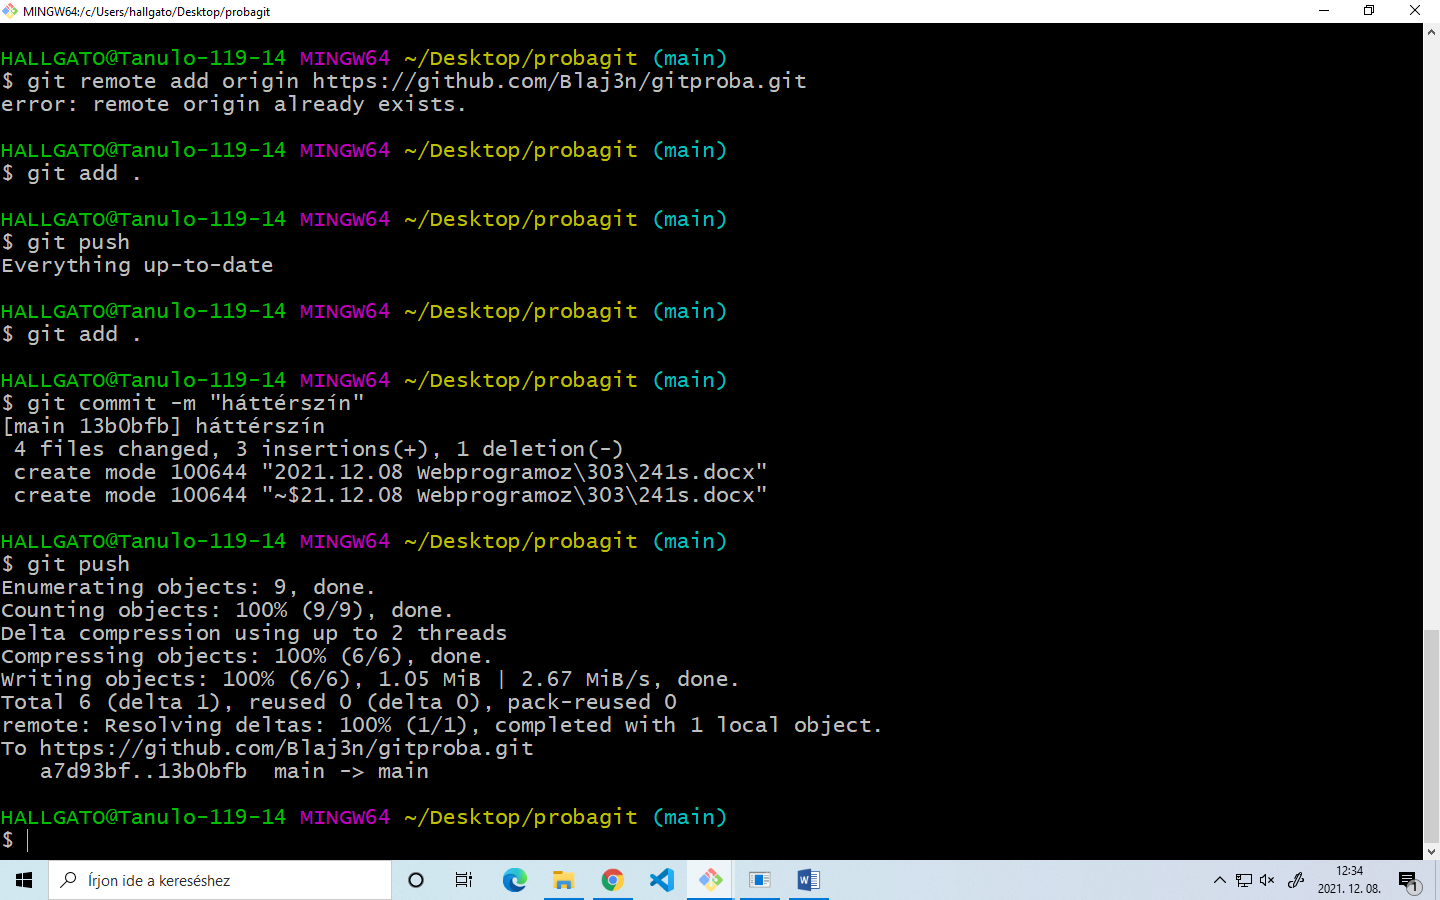 MINGW64:/c/Users/hallgato/Desktop/probagit
HALLGATO@Tanulo-119-14 MINGW64 ~/Desktop/probagit (main)
$ git remote add origin https://github.com/Blaj3n/gitproba.git
error: remote origin already exists.
HALLGATO@Tanulo-119-14 MINGW64 ~/Desktop/probagit (main)
$ git add .
HALLGATO@Tanulo-119-14 MINGW64 ~/Desktop/probagit (main)
$ git push
Everything up-to-date
HALLGATO@Tanulo-119-14 MINGW64 ~/Desktop/probagit (main)
$ git add .
HALLGATO@Tanulo-119-14 MINGW64 ~/Desktop/probagit (main)
$ git commit -m "háttérszín"
[main 13b0bfb] háttérszín
 4 files changed, 3 insertions(+), 1 deletion(-)
 create mode 100644 "2021.12.08 Webprogramoz\303\241s.docx"
 create mode 100644 "~$21.12.08 Webprogramoz\303\241s.docx"
HALLGATO@Tanulo-119-14 MINGW64 ~/Desktop/probagit (main)
$ git push
Enumerating objects: 9, done.
Counting objects: 100% (9/9), done.
Delta compression using up to 2 threads
Compressing objects: 100% (6/6), done.
Writing objects: 100% (6/6), 1.05 MiB | 2.67 MiB/s, done.
Total 6 (delta 1), reused 0 (delta 0), pack-reused 0
remote: Resolving deltas: 100% (1/1), completed with 1 local object.
To https://github.com/Blaj3n/gitproba.git
   a7d93bf..13b0bfb  main -> main
HALLGATO@Tanulo-119-14 MINGW64 ~/Desktop/probagit (main)
$
Írjon ide a kereséshez
12:34
2021. 12. 08.
1